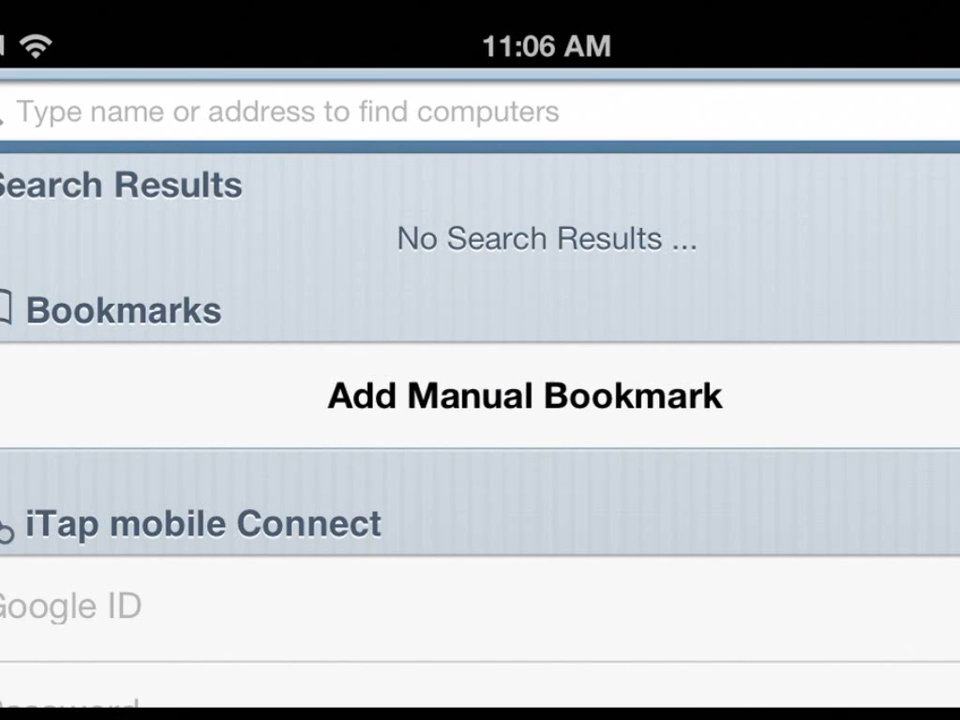 11:06 AM
Type name or address to find computers
Search Results
No Search Results ...
Bookmarks
Add Manual Bookmark
iTap mobile Connect
Google ID
Password